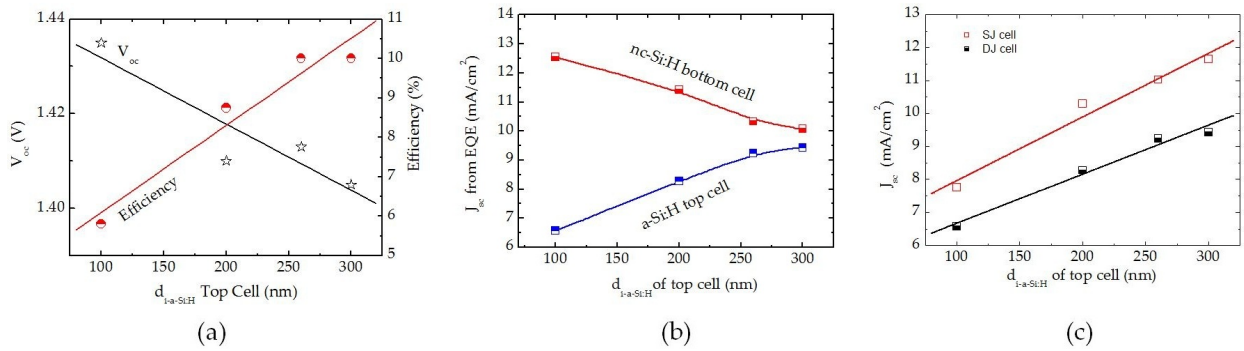 1.44
1.42
1.40
V_oc (V)
V_oc
Efficiency
11
10
9
8
7
6
5
Efficiency (%)
100 150 200 250 300
d_i-a-Si:H Top Cell (nm)
(a)
14
13
12
11
10
9
8
7
6
J_sc from EQE (mA/cm²)
nc-Si:H bottom cell
a-Si:H top cell
100 150 200 250 300
d_i-a-Si:H of top cell (nm)
(b)
13
12
11
10
9
8
7
6
J_sc (mA/cm²)
SJ cell
DJ cell
100 150 200 250 300
d_i-a-Si:H of top cell (nm)
(c)